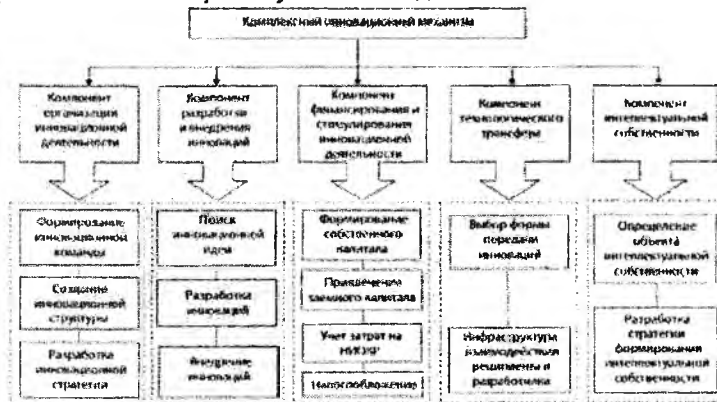 Комплексный инновационный механизм
Компонент
организации
инновационной
деятельности
Компонент
разработки
и внедрения
инноваций
Компонент
финансирования и
стимулирования
инновационной
деятельности
Компонент
технологического
трансфера
Компонент
интеллектуальной
собственности
Формирование
инновационной
команды
Создание
инновационной
структуры
Разработка
инновационной
стратегии
Поиск
инновационной
идеи
Разработка
инноваций
Внедрение
инноваций
Формирование
собственного
капитала
Привлечение
заемного капитала
Учет затрат на
НИОКР
Налогообложение
Выбор формы
передачи
инноваций
Инфраструктура
взаимодействия
и разработчика
Определение
объекта
интеллектуальной
собственности
Разработка
стратегии
формирования
интеллектуальной
собственности